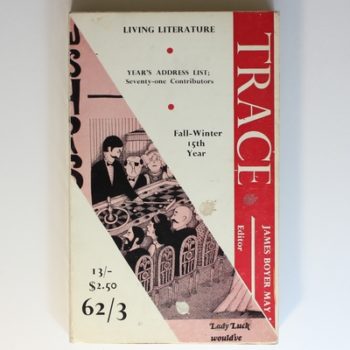 LIVING LITERATURE
YEAR'S ADDRESS LIST;
Seventy-one Contributors
Fall-Winter
15th
Year
TRACE
JAMES BOYER MAY
Editor
13/-
$2.50
62/3
Lady Luck
would've